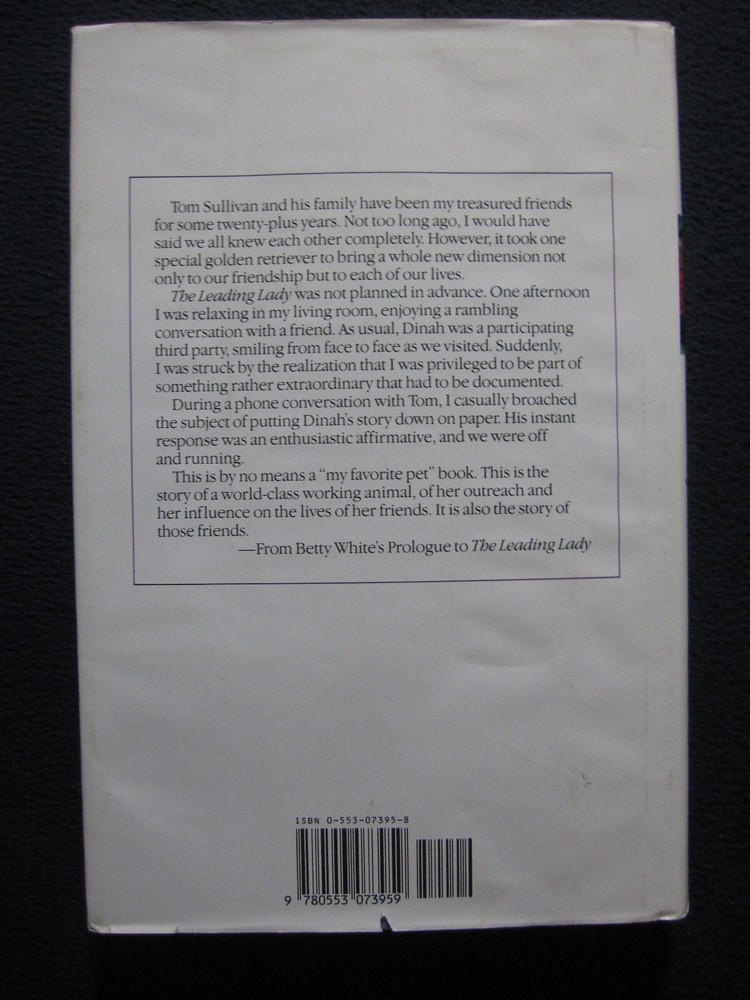 Tom Sullivan and his family have been my treasured friends
for some twenty-plus years. Not too long ago, I would have
said we all knew each other completely. However, it took one
special golden retriever to bring a whole new dimension not
only to our friendship but to each of our lives.
The Leading Lady was not planned in advance. One afternoon
I was relaxing in my living room, enjoying a rambling
conversation with a friend. As usual, Dinah was a participating
third party, smiling from face to face as we visited. Suddenly,
I was struck by the realization that I was privileged to be part of
something rather extraordinary that had to be documented.
During a phone conversation with Tom, I casually broached
the subject of putting Dinah's story down on paper. His instant
response was an enthusiastic affirmative, and we were off
and running.
This is by no means a "my favorite pet" book. This is the
story of a world-class working animal, of her outreach and
her influence on the lives of her friends. It is also the story of
those friends.
—From Betty White's Prologue to The Leading Lady
ISBN 0-553-07395-8
9 780553 073959